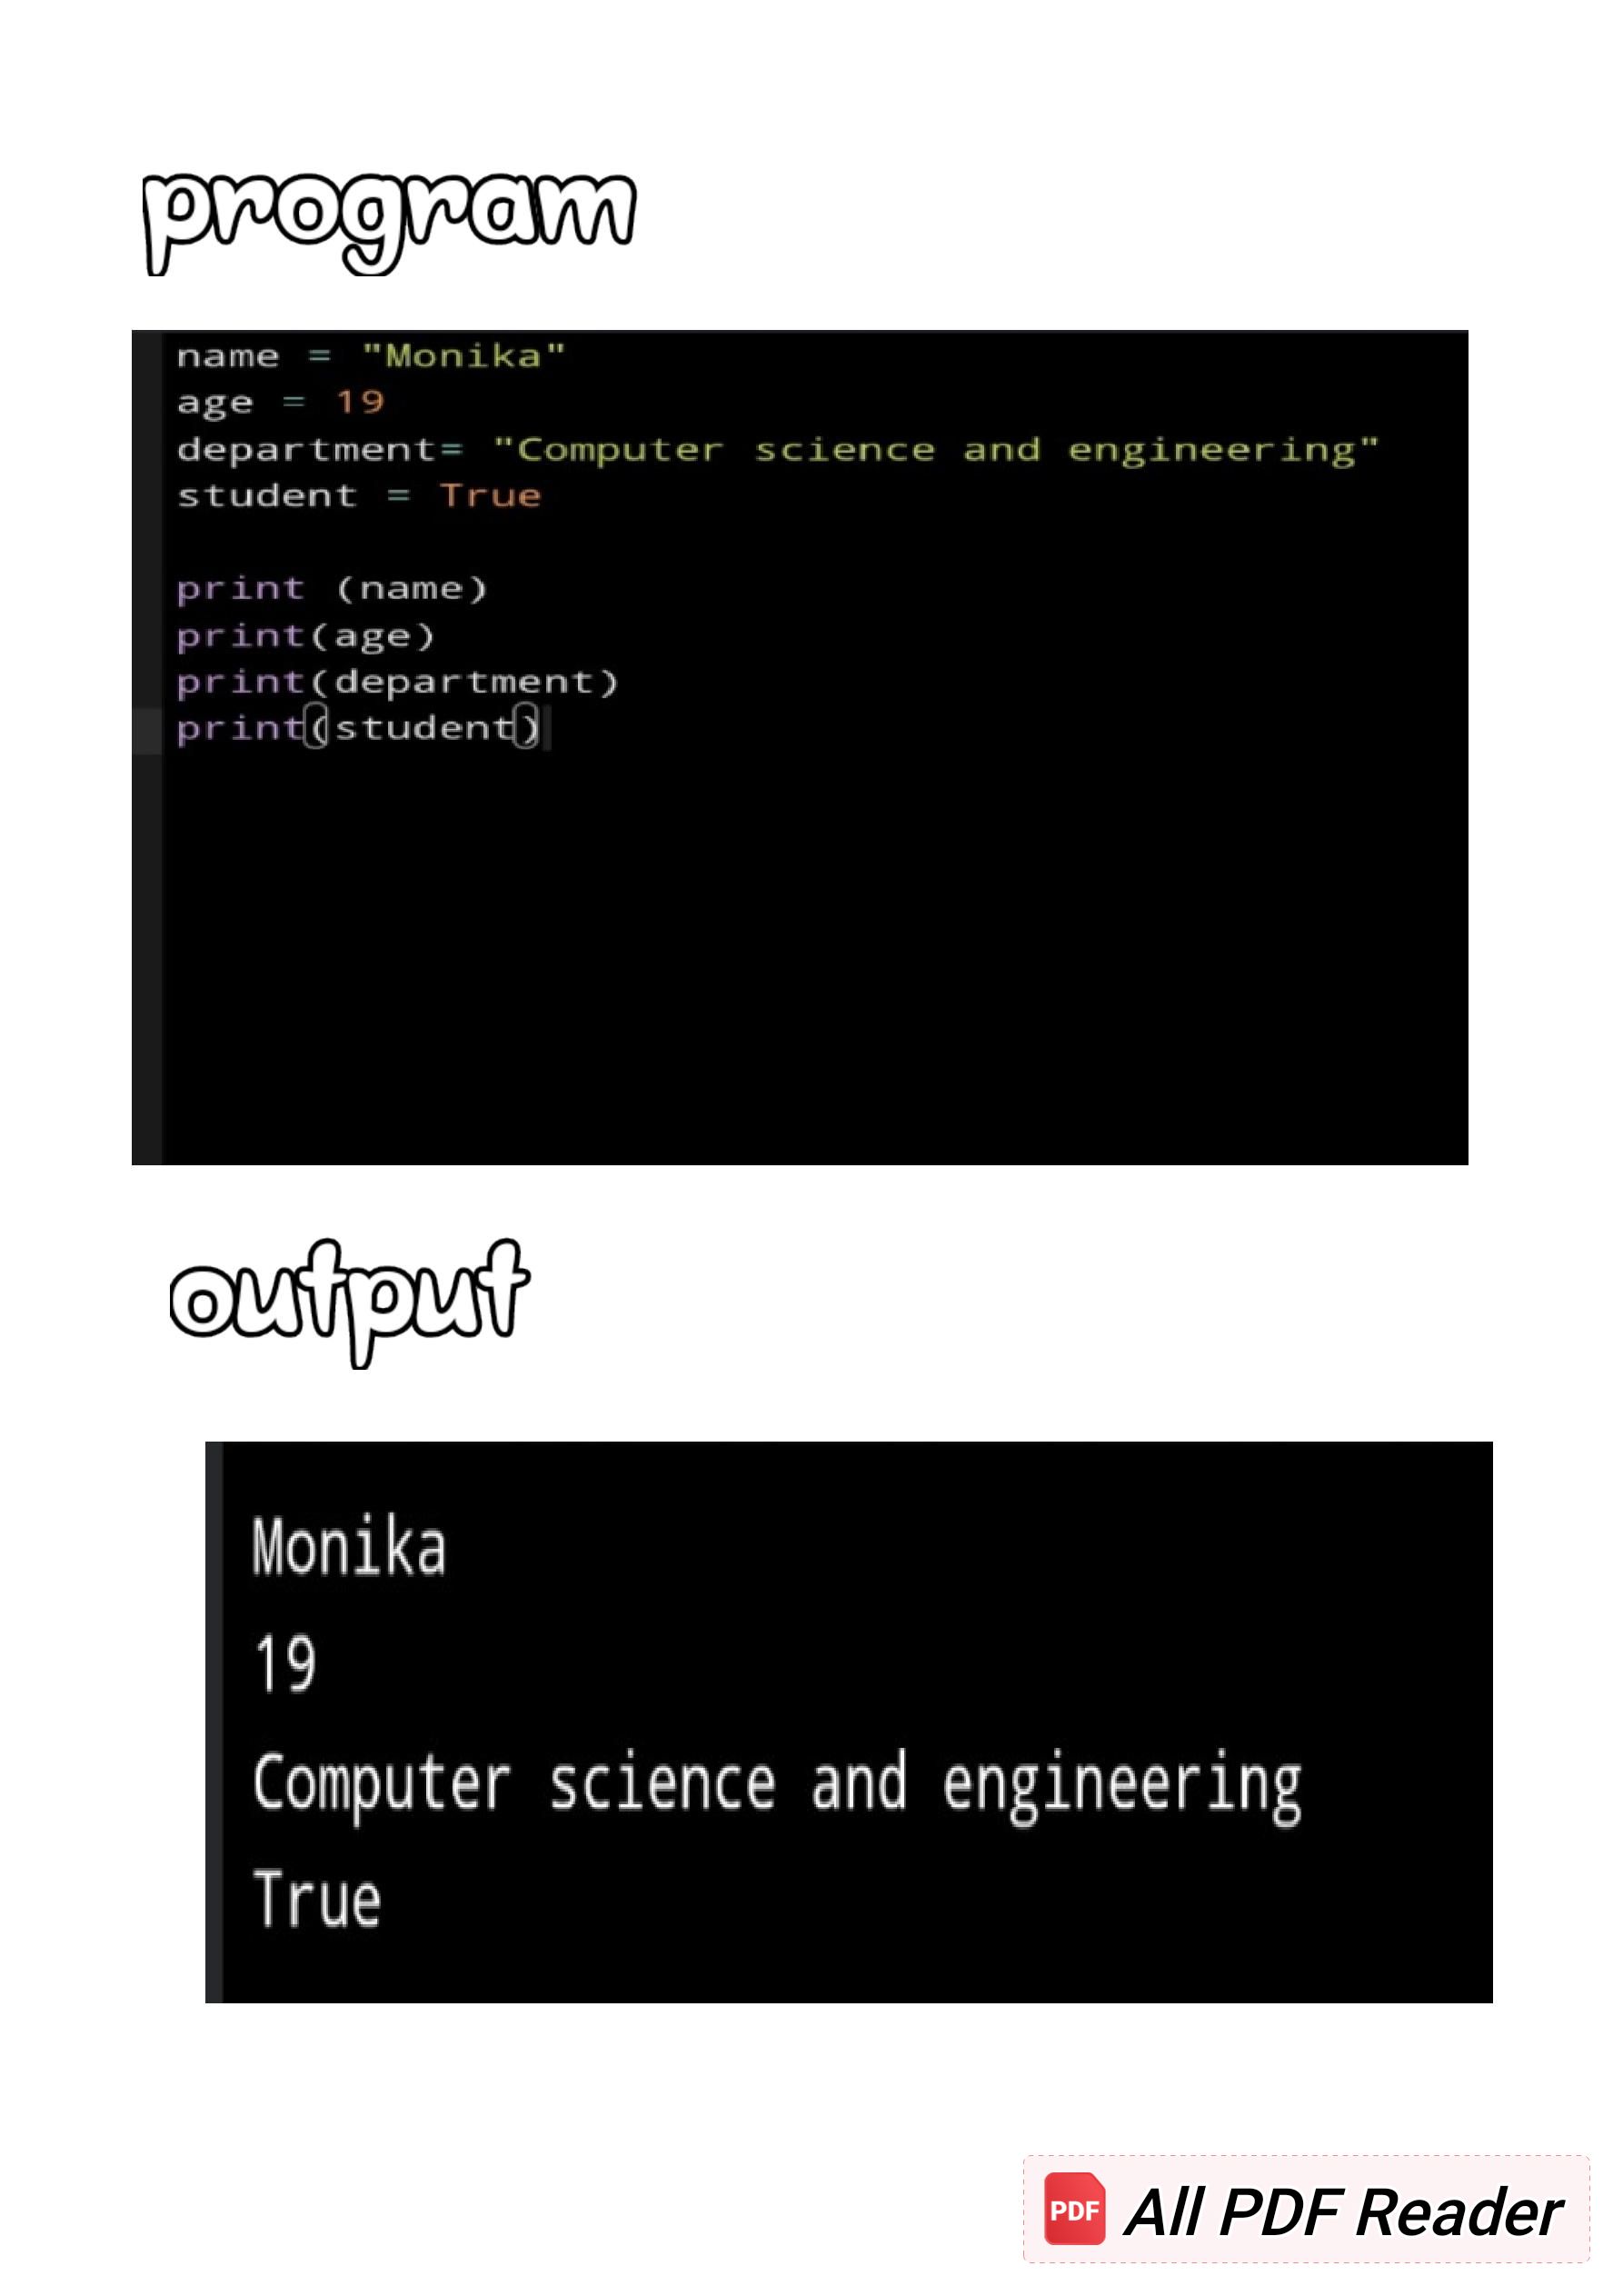 program
name = "Monika"
age = 19
department= "Computer science and engineering"
student = True
print (name)
print(age)
print(department)
print(student)
output
Monika
19
Computer science and engineering
True
PDF All PDF Reader